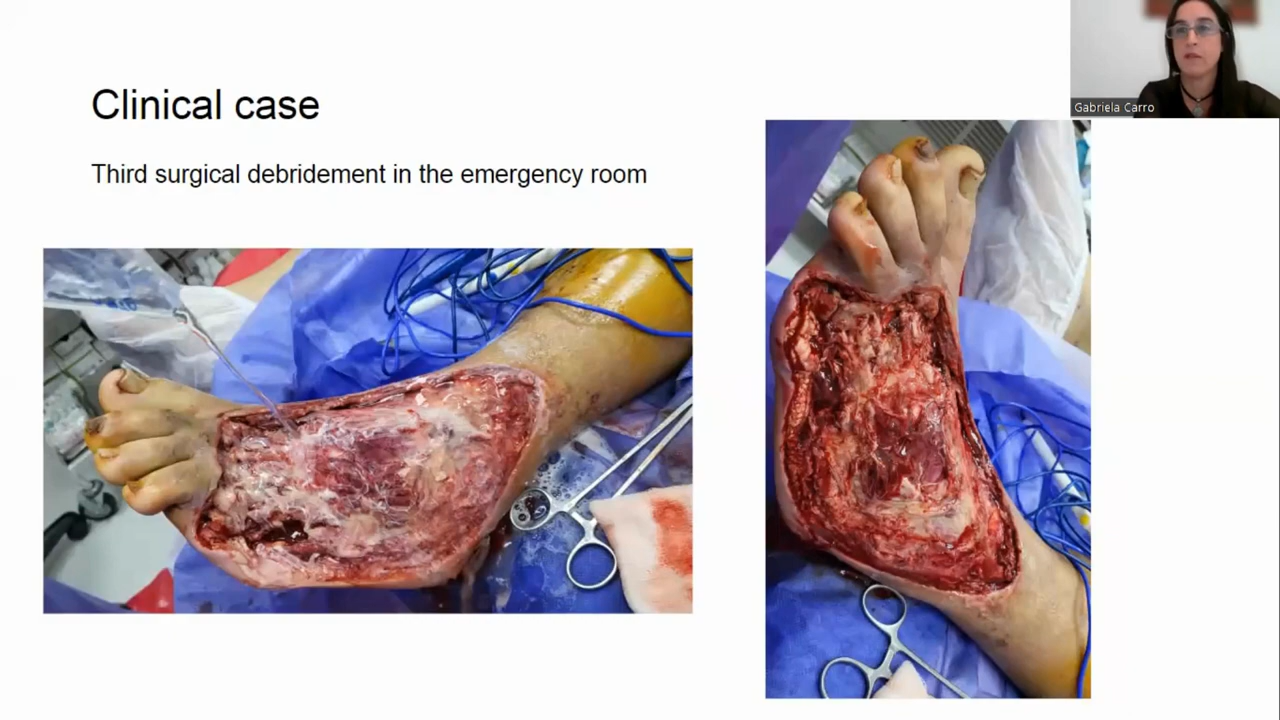 Clinical case
Third surgical debridement in the emergency room
Gabriela Carro